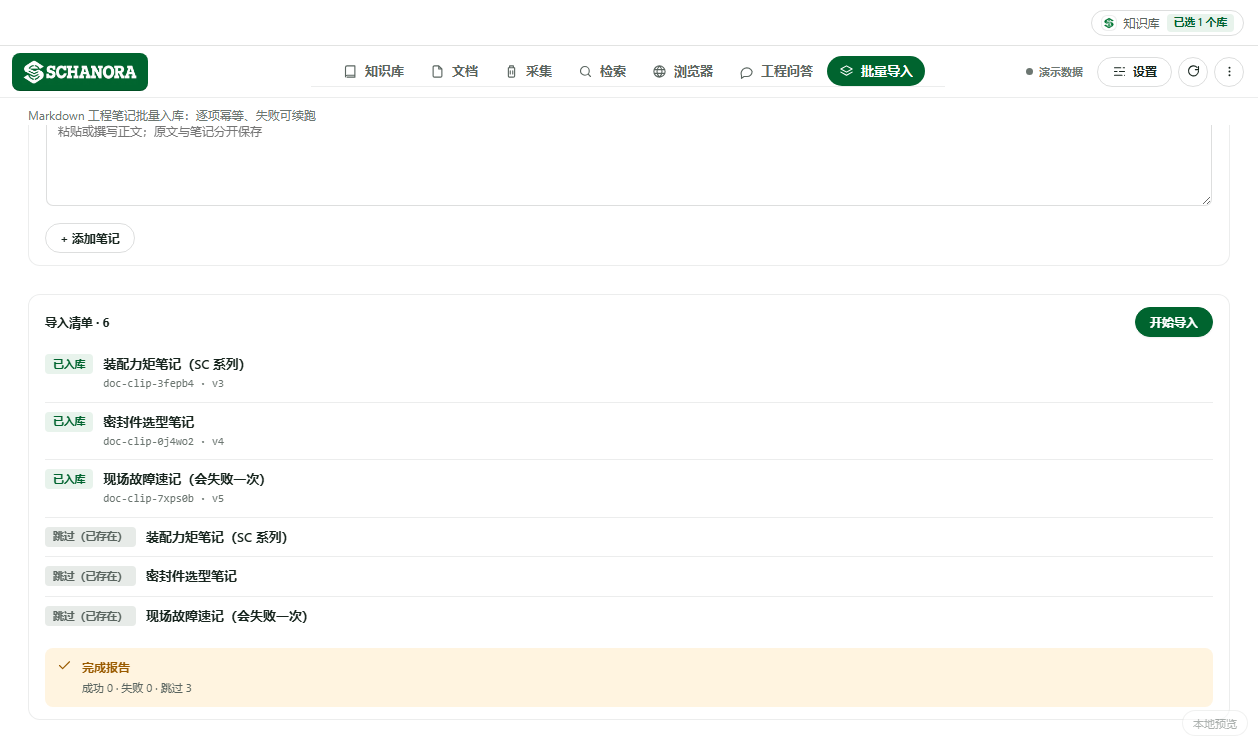 知识库 已选 1 个库
SCHANORA
知识库 文档 采集 检索 浏览器 工程问答 批量导入
演示数据 设置
Markdown 工程笔记批量入库：逐项幂等、失败可续跑
粘贴或撰写正文；原文与笔记分开保存
+ 添加笔记
导入清单 · 6
开始导入
已入库 装配力矩笔记（SC 系列）
doc-clip-3fepb4 · v3
已入库 密封件选型笔记
doc-clip-0j4wo2 · v4
已入库 现场故障速记（会失败一次）
doc-clip-7xps0b · v5
跳过（已存在） 装配力矩笔记（SC 系列）
跳过（已存在） 密封件选型笔记
跳过（已存在） 现场故障速记（会失败一次）
完成报告
成功 0 · 失败 0 · 跳过 3
本地预览